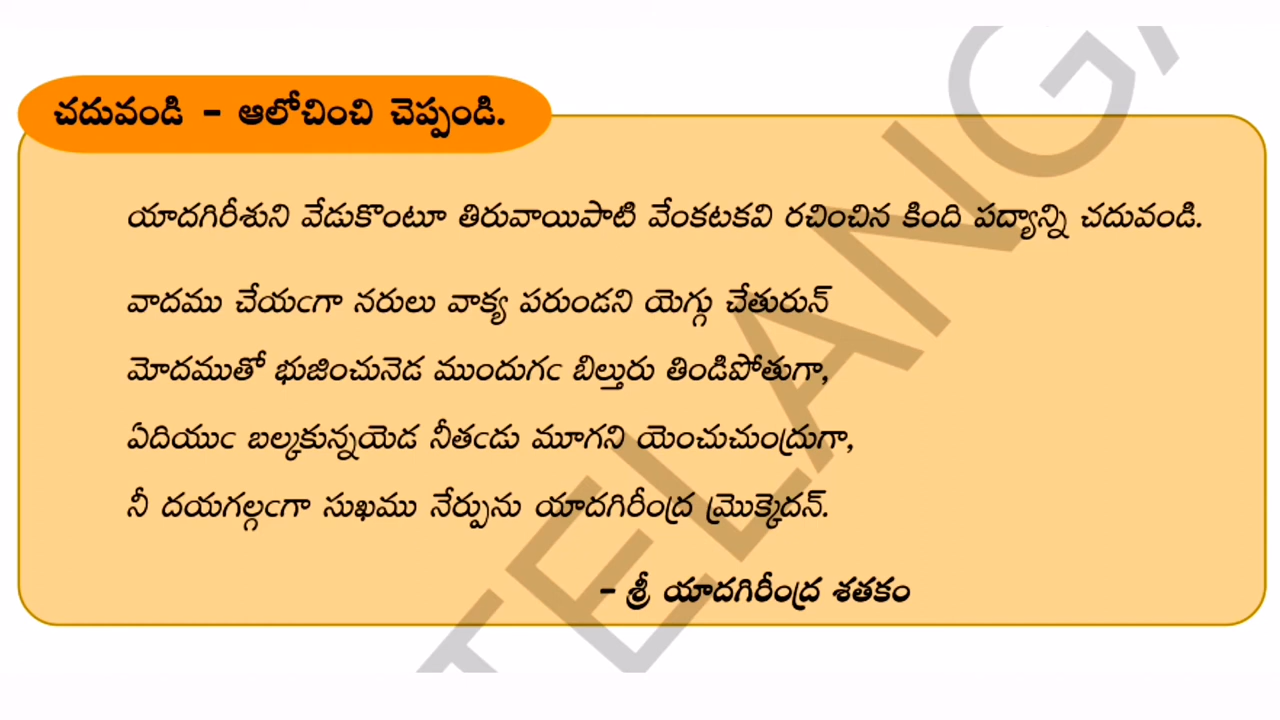 చదువండి - ఆలోచించి చెప్పండి.
యాదగిరీశుని వేడుకొంటూ తిరువాయిపాటి వేంకటకవి రచించిన కింది పద్యాన్ని చదువండి.
వాదము చేయఁగా నరులు వాక్య పరుండని యెగ్గు చేతురున్
మోదముతో భుజించునెడ ముందుగఁ బిల్తురు తిండిపోతుగా,
ఏదియుఁ బల్కకున్నయెడ నీతఁడు మూగని యెంచుచుంద్రుగా,
నీ దయగల్గఁగా సుఖము నేర్పును యాదగిరీంద్ర మ్రొక్కెదన్.
- శ్రీ యాదగిరీంద్ర శతకం
TELANGA